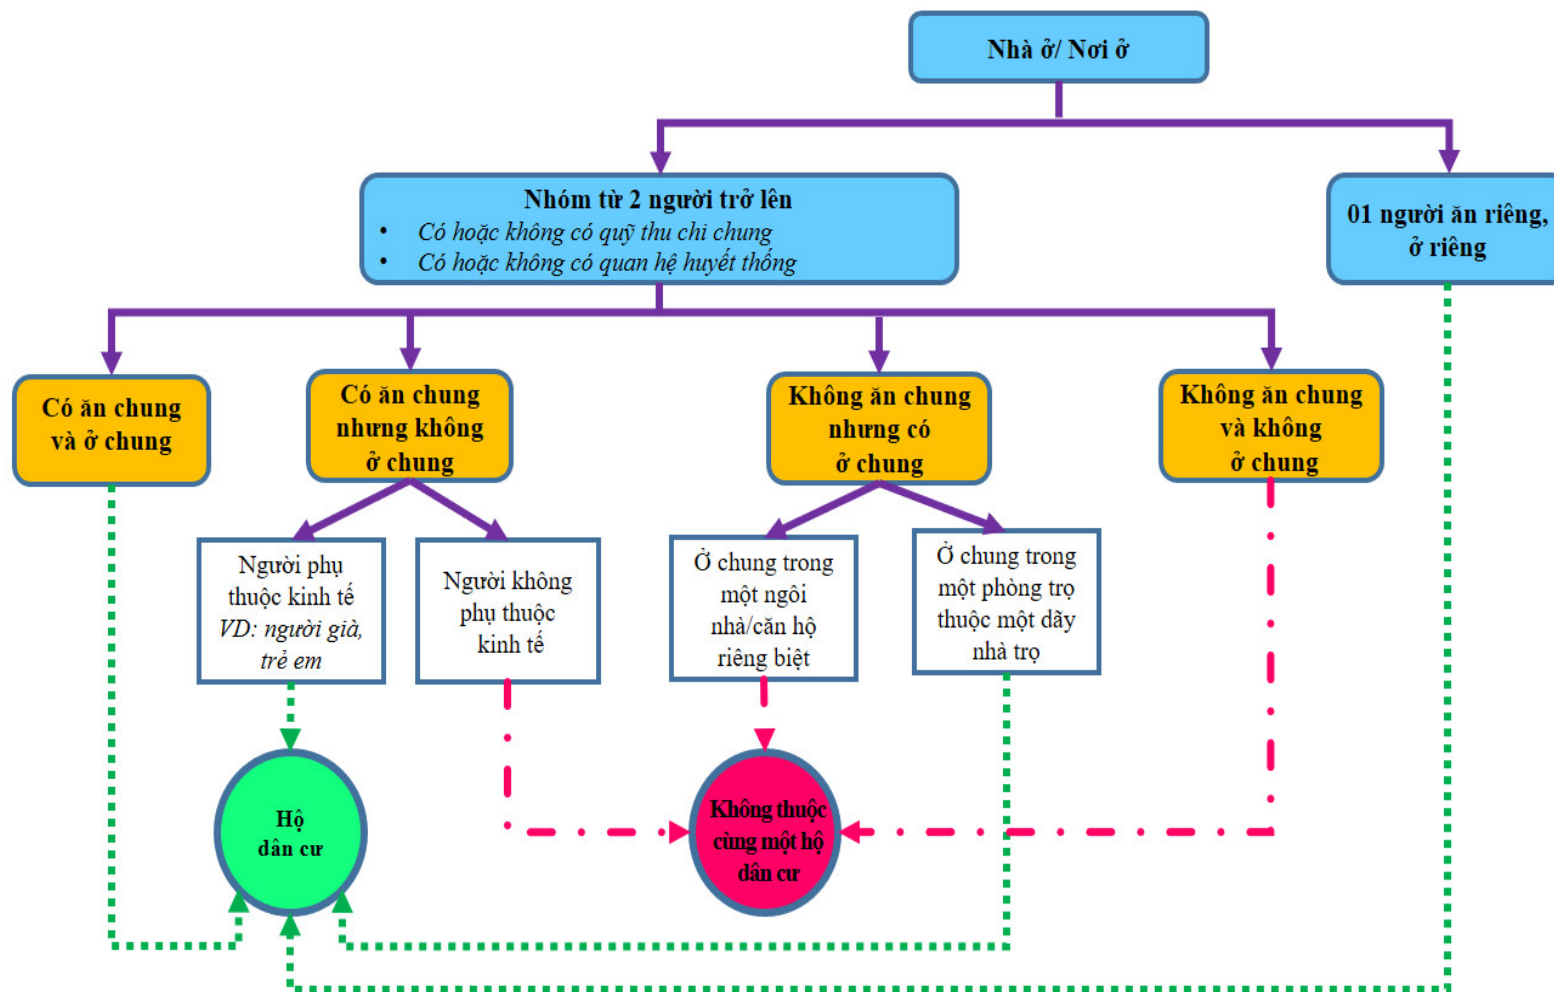 Nhà ở/ Nơi ở
Nhóm từ 2 người trở lên
• Có hoặc không có quỹ thu chi chung
• Có hoặc không có quan hệ huyết thống
01 người ăn riêng,
ở riêng
Có ăn chung
và ở chung
Có ăn chung
nhưng không
ở chung
Không ăn chung
nhưng có
ở chung
Không ăn chung
và không
ở chung
Người phụ
thuộc kinh tế
VD: người già,
trẻ em
Người không
phụ thuộc
kinh tế
Ở chung trong
một ngôi
nhà/căn hộ
riêng biệt
Ở chung trong
một phòng trọ
thuộc một dãy
nhà trọ
Hộ
dân cư
Không thuộc
cùng một hộ
dân cư